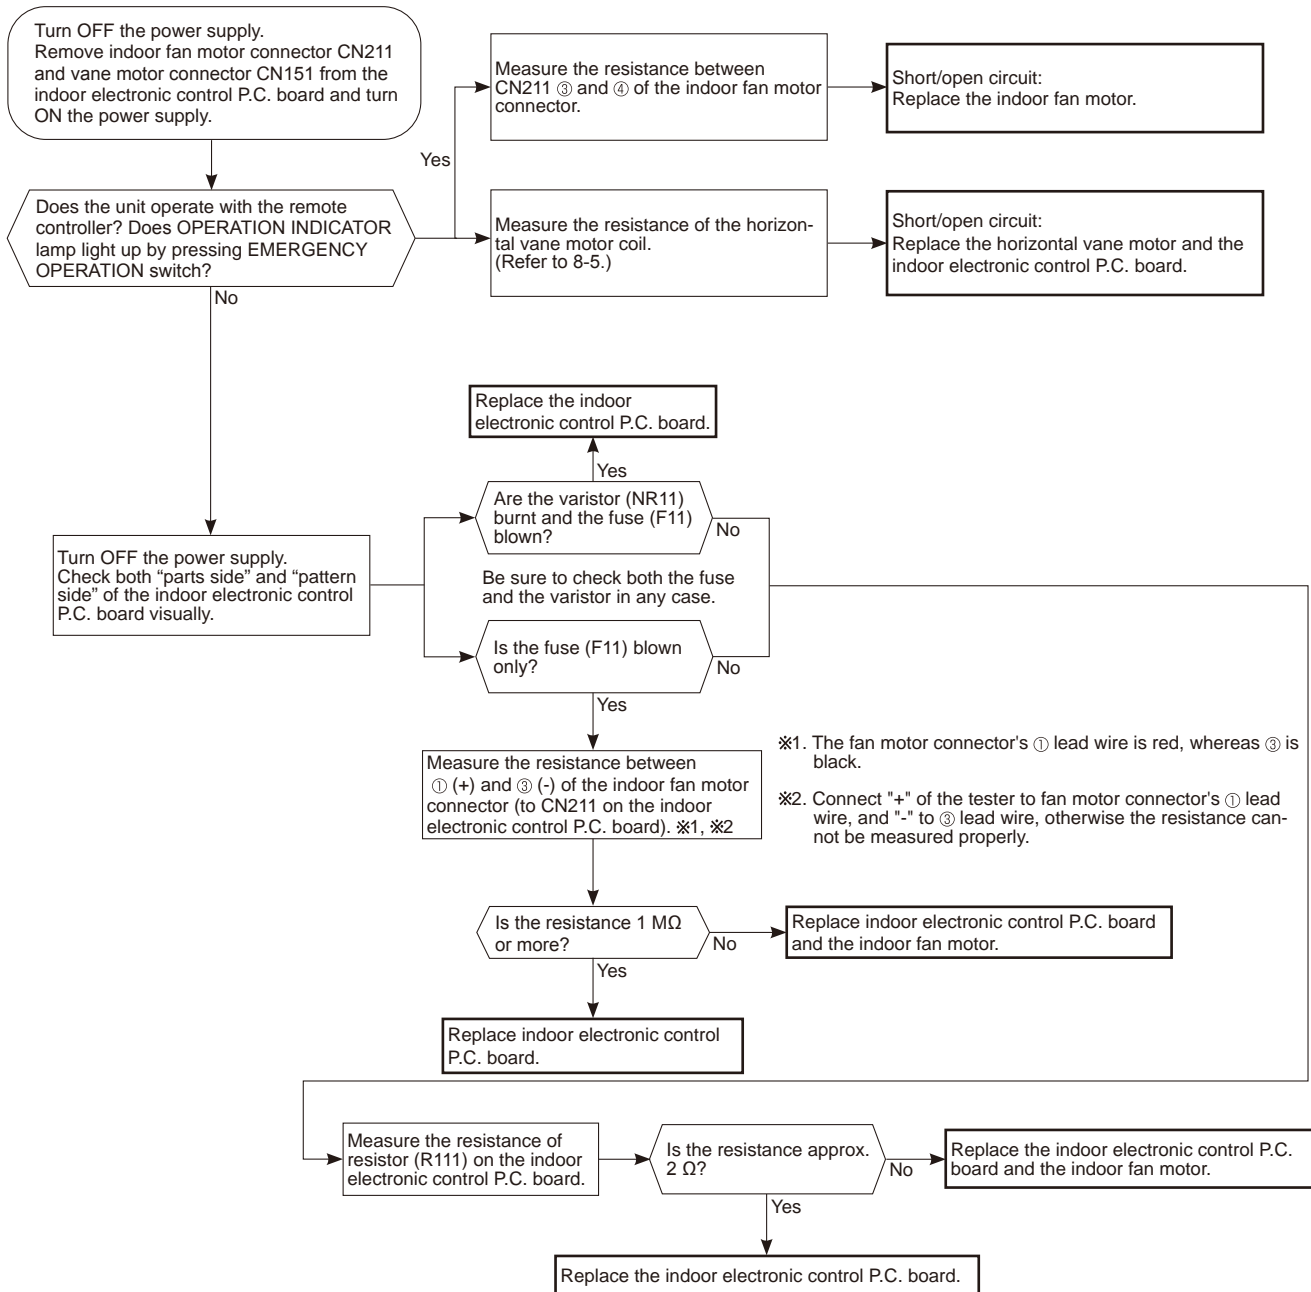 Turn OFF the power supply.
Remove indoor fan motor connector CN211
and vane motor connector CN151 from the
indoor electronic control P.C. board and turn
ON the power supply.
Measure the resistance between
CN211 ③ and ④ of the indoor fan motor
connector.
Short/open circuit:
Replace the indoor fan motor.
Yes
Does the unit operate with the remote
controller? Does OPERATION INDICATOR
lamp light up by pressing EMERGENCY
OPERATION switch?
Measure the resistance of the horizon-
tal vane motor coil.
(Refer to 8-5.)
Short/open circuit:
Replace the horizontal vane motor and the
indoor electronic control P.C. board.
No
Replace the indoor
electronic control P.C. board.
Yes
Are the varistor (NR11)
burnt and the fuse (F11)
blown?
No
Turn OFF the power supply.
Check both “parts side” and “pattern
side” of the indoor electronic control
P.C. board visually.
Be sure to check both the fuse
and the varistor in any case.
Is the fuse (F11) blown
only?
No
Yes
Measure the resistance between
① (+) and ③ (-) of the indoor fan motor
connector (to CN211 on the indoor
electronic control P.C. board). ※1, ※2
※1. The fan motor connector's ① lead wire is red, whereas ③ is
black.
※2. Connect "+" of the tester to fan motor connector's ① lead
wire, and "-" to ③ lead wire, otherwise the resistance can-
not be measured properly.
Is the resistance 1 MΩ
or more?
No
Replace indoor electronic control P.C. board
and the indoor fan motor.
Yes
Replace indoor electronic control
P.C. board.
Measure the resistance of
resistor (R111) on the indoor
electronic control P.C. board.
Is the resistance approx.
2 Ω?
No
Replace the indoor electronic control P.C.
board and the indoor fan motor.
Yes
Replace the indoor electronic control P.C. board.